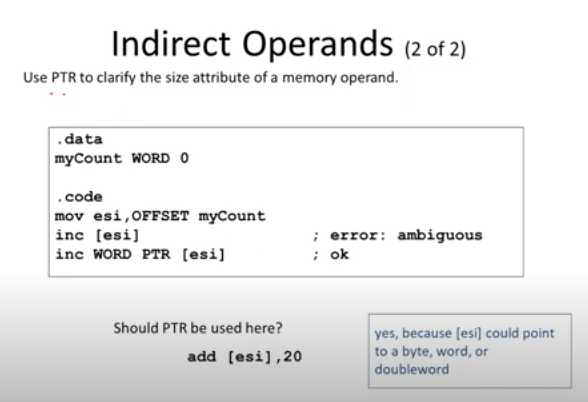 Indirect Operands (2 of 2)
Use PTR to clarify the size attribute of a memory operand.
.data
myCount WORD 0
.code
mov esi,OFFSET myCount
inc [esi] ; error: ambiguous
inc WORD PTR [esi] ; ok
Should PTR be used here?
add [esi],20
yes, because [esi] could point
to a byte, word, or
doubleword